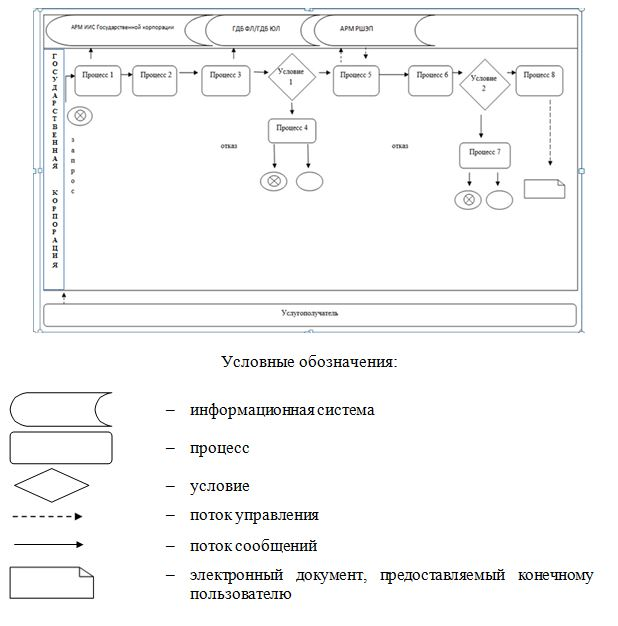 АРМ ИИС Государственной корпорации
ГДБ ФЛ/ГДБ ЮЛ
АРМ РШЭП
ГОСУДАРСТВЕННАЯ КОРПОРАЦИЯ
Процесс 1
Процесс 2
Процесс 3
Условие
1
Процесс 5
Процесс 6
Условие
2
Процесс 8
запрос
отказ
Процесс 4
отказ
Процесс 7
Услугополучатель
Условные обозначения:
– информационная система
– процесс
– условие
– поток управления
– поток сообщений
– электронный документ, предоставляемый конечному
пользователю